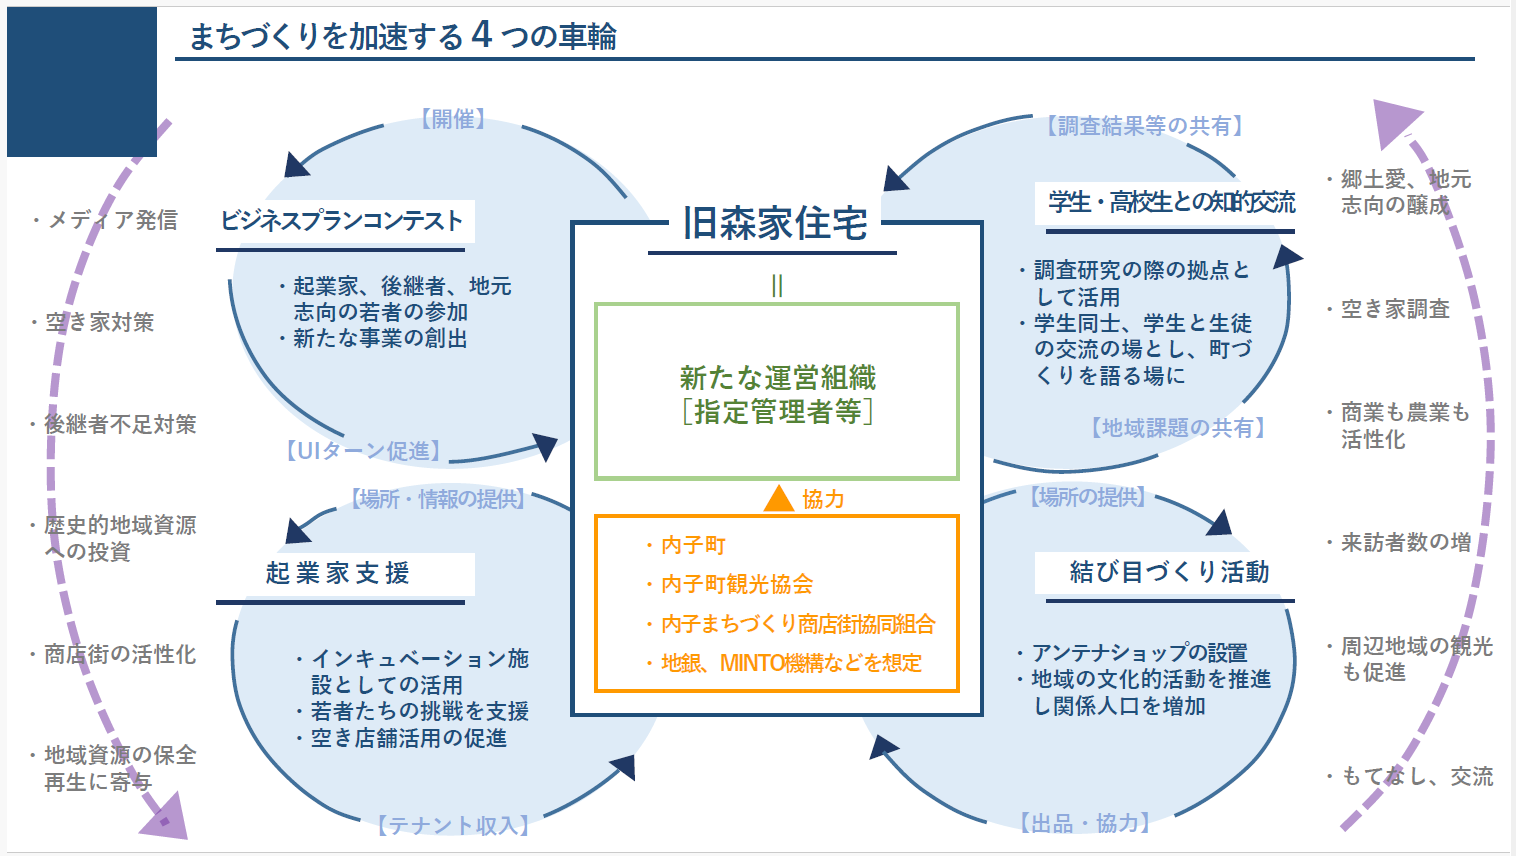 まちづくりを加速する４つの車輪
・メディア発信
・空き家対策
・後継者不足対策
・歴史的地域資源
への投資
・商店街の活性化
・地域資源の保全
再生に寄与
【開催】
ビジネスプランコンテスト
・起業家、後継者、地元
志向の若者の参加
・新たな事業の創出
【UIターン促進】
【場所・情報の提供】
起業家支援
・インキュベーション施
設としての活用
・若者たちの挑戦を支援
・空き店舗活用の促進
【テナント収入】
旧森家住宅
||
新たな運営組織
［指定管理者等］
協力
・内子町
・内子町観光協会
・内子まちづくり商店街協同組合
・地銀、MINTO機構などを想定
【調査結果等の共有】
学生・高校生との知的交流
・調査研究の際の拠点と
して活用
・学生同士、学生と生徒
の交流の場とし、町づ
くりを語る場に
【地域課題の共有】
【場所の提供】
結び目づくり活動
・アンテナショップの設置
・地域の文化的活動を推進
し関係人口を増加
【出品・協力】
・郷土愛、地元
志向の醸成
・空き家調査
・商業も農業も
活性化
・来訪者数の増
・周辺地域の観光
も促進
・もてなし、交流